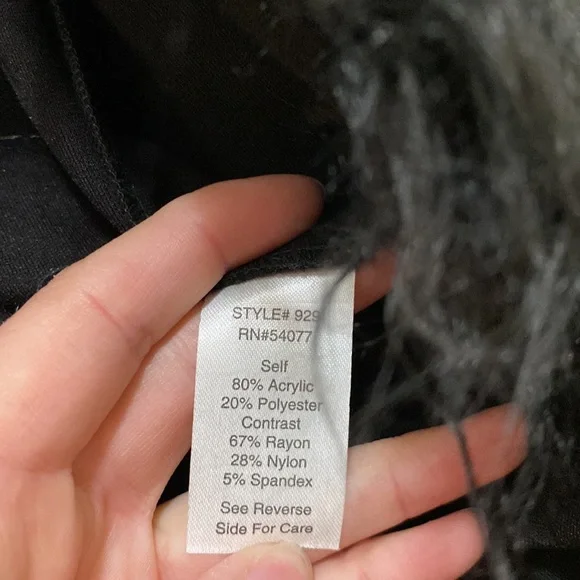 STYLE# 929
RN#54077
Self
80% Acrylic
20% Polyester
Contrast
67% Rayon
28% Nylon
5% Spandex
See Reverse
Side For Care